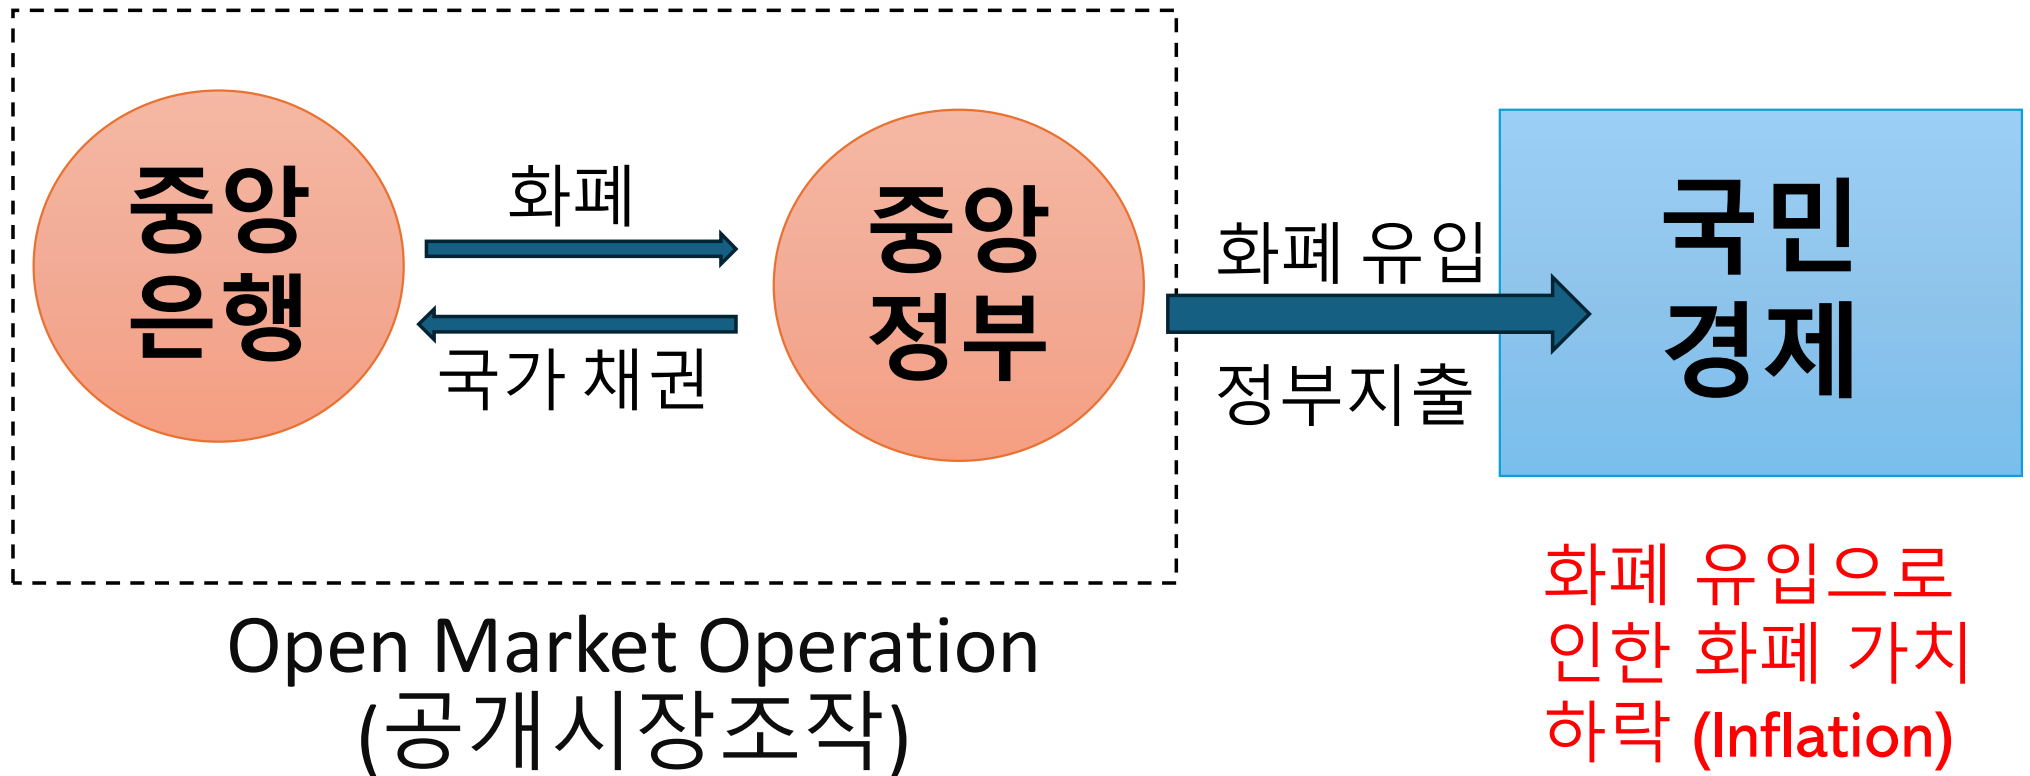 중앙
은행
화폐
국가 채권
중앙
정부
화폐 유입
정부지출
국민
경제
Open Market Operation
(공개시장조작)
화폐 유입으로
인한 화폐 가치
하락 (Inflation)